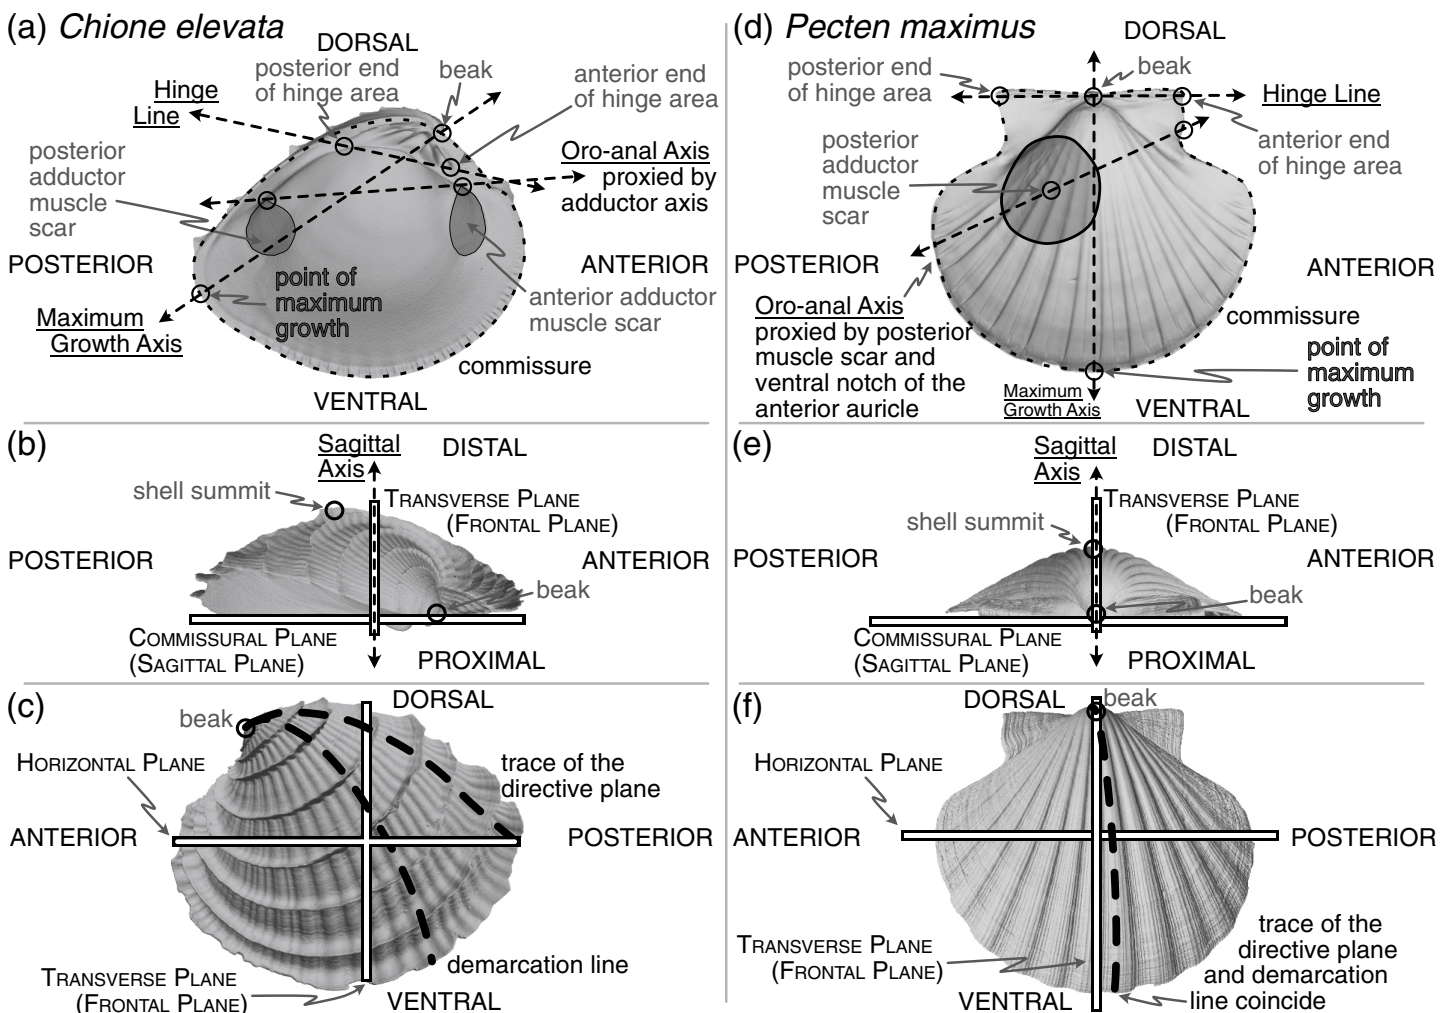 (a) Chione elevata
DORSAL
posterior end
of hinge area
beak
anterior end
of hinge area
Hinge
Line
posterior
adductor
muscle
scar
Oro-anal Axis
proxied by
adductor axis
POSTERIOR
ANTERIOR
point of
maximum
growth
anterior adductor
muscle scar
Maximum
Growth Axis
commissure
VENTRAL
(b)
Sagittal
Axis
DISTAL
shell summit
TRANSVERSE PLANE
(FRONTAL PLANE)
POSTERIOR
ANTERIOR
beak
COMMISSURAL PLANE
(SAGITTAL PLANE)
PROXIMAL
(c)
DORSAL
beak
HORIZONTAL PLANE
trace of the
directive plane
ANTERIOR
POSTERIOR
demarcation line
TRANSVERSE PLANE
(FRONTAL PLANE)
VENTRAL
(d) Pecten maximus
DORSAL
posterior end
of hinge area
beak
Hinge Line
posterior
adductor
muscle
scar
anterior end
of hinge area
POSTERIOR
ANTERIOR
Oro-anal Axis
proxied by posterior
muscle scar and
ventral notch of the
anterior auricle
commissure
point of
maximum
growth
Maximum
Growth Axis
VENTRAL
(e)
Sagittal
Axis
DISTAL
TRANSVERSE PLANE
(FRONTAL PLANE)
shell summit
POSTERIOR
ANTERIOR
beak
COMMISSURAL PLANE
(SAGITTAL PLANE)
PROXIMAL
(f)
DORSAL
beak
HORIZONTAL PLANE
ANTERIOR
POSTERIOR
TRANSVERSE PLANE
(FRONTAL PLANE)
trace of the
directive plane
and demarcation
line coincide
VENTRAL